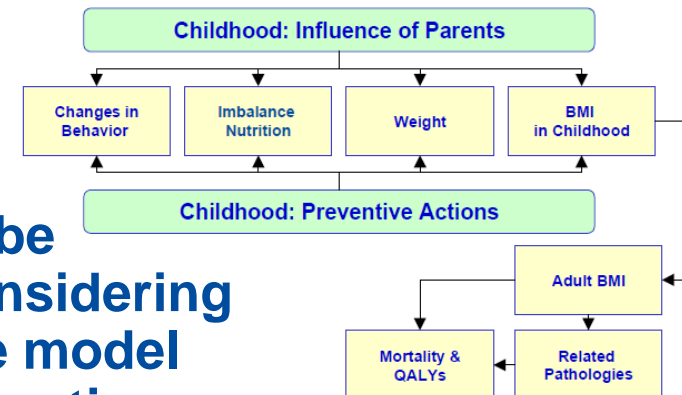 Childhood: Influence of Parents
Changes in
Behavior
Imbalance
Nutrition
Weight
BMI
in Childhood
Childhood: Preventive Actions
be
nsidering
e model
Adult BMI
Mortality &
QALYs
Related
Pathologies